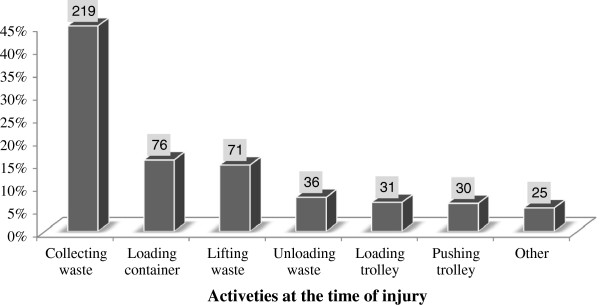 219
45%
40%
35%
30%
25%
20%
15%
10%
5%
0%
76
71
36
31
30
25
Collecting
waste
Loading
container
Lifting
waste
Unloading
waste
Loading
trolley
Pushing
trolley
Other
Activeties at the time of injury